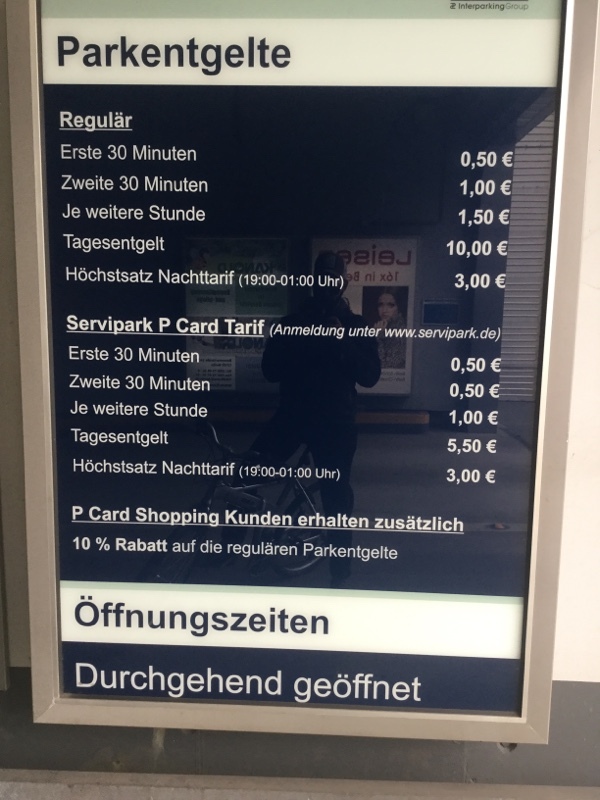 InterparkingGroup
Parkentgelte
Regulär
Erste 30 Minuten 0,50 €
Zweite 30 Minuten 1,00 €
Je weitere Stunde 1,50 €
Tagesentgelt 10,00 €
Höchstsatz Nachttarif (19:00-01:00 Uhr) 3,00 €
Servipark P Card Tarif (Anmeldung unter www.servipark.de)
Erste 30 Minuten 0,50 €
Zweite 30 Minuten 0,50 €
Je weitere Stunde 1,00 €
Tagesentgelt 5,50 €
Höchstsatz Nachttarif (19:00-01:00 Uhr) 3,00 €
P Card Shopping Kunden erhalten zusätzlich
10 % Rabatt auf die regulären Parkentgelte
Öffnungszeiten
Durchgehend geöffnet